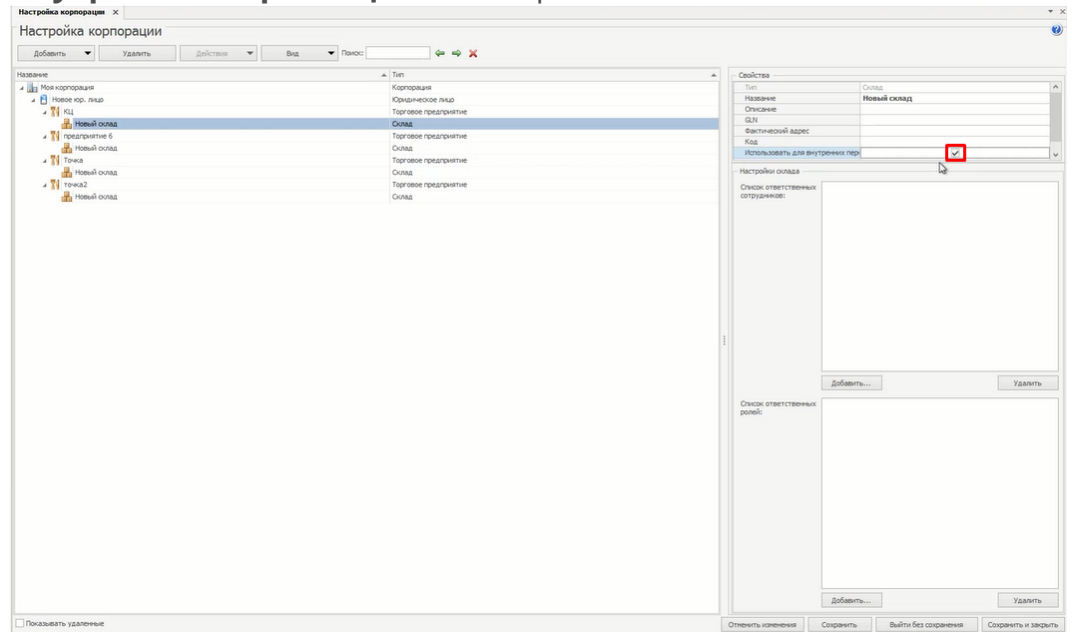 Настройка корпорации ×
Настройка корпорации
Добавить Удалить Действия Вид Поиск:
Название Тип
Моя корпорация Корпорация
Новое юр. лицо Юридическое лицо
КЦ Торговое предприятие
Новый склад Склад
предприятие 6 Торговое предприятие
Новый склад Склад
Точка Торговое предприятие
Новый склад Склад
точка2 Торговое предприятие
Новый склад Склад
Показывать удаленные
Свойства
Тип Склад
Название Новый склад
Описание
GLN
Фактический адрес
Код
Использовать для внутренних пер
Настройки склада
Список ответственных
сотрудников:
Добавить... Удалить
Список ответственных
ролей:
Добавить... Удалить
Отменить изменения Сохранить Выйти без сохранения Сохранить и закрыть